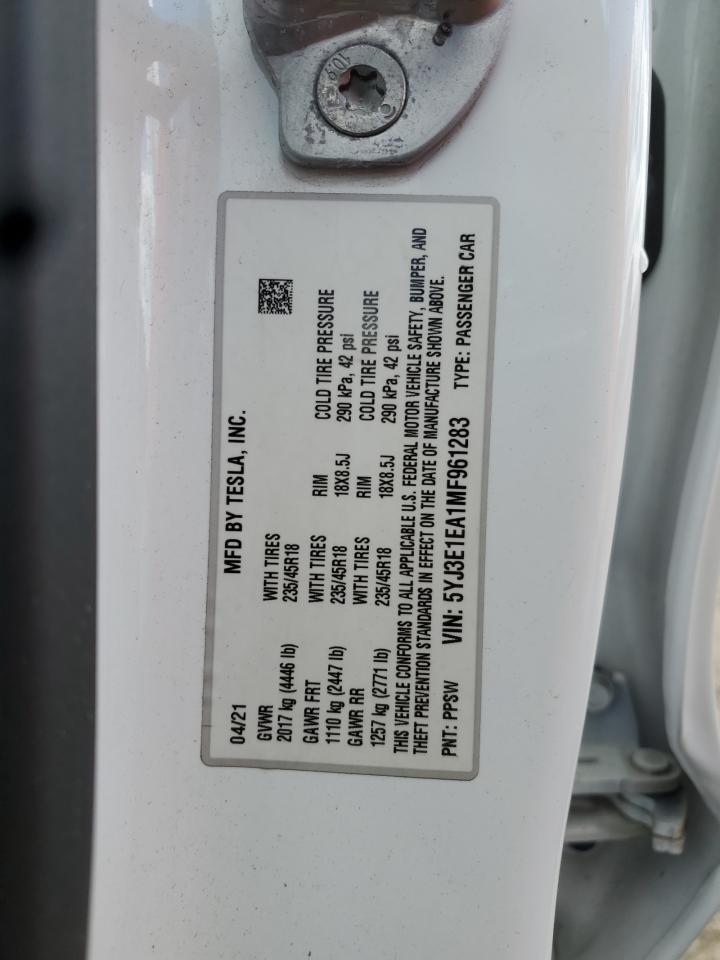 10.9
MFD BY TESLA, INC.
04/21
GVWR WITH TIRES
2017 kg (4446 lb) 235/45R18
GAWR FRT WITH TIRES RIM COLD TIRE PRESSURE
1110 kg (2447 lb) 235/45R18 18X8.5J 290 kPa, 42 psi
GAWR RR WITH TIRES RIM COLD TIRE PRESSURE
1257 kg (2771 lb) 235/45R18 18X8.5J 290 kPa, 42 psi
THIS VEHICLE CONFORMS TO ALL APPLICABLE U.S. FEDERAL MOTOR VEHICLE SAFETY, BUMPER, AND
THEFT PREVENTION STANDARDS IN EFFECT ON THE DATE OF MANUFACTURE SHOWN ABOVE.
PNT: PPSW VIN: 5YJ3E1EA1MF961283 TYPE: PASSENGER CAR